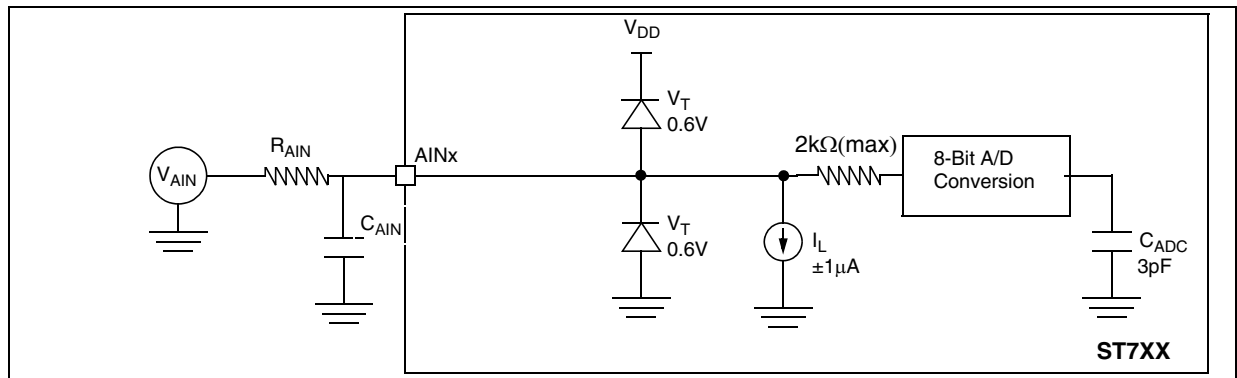 V_DD
V_T
0.6V
R_AIN
AINx
2kΩ(max)
V_AIN
8-Bit A/D
Conversion
C_AIN
V_T
0.6V
I_L
±1μA
C_ADC
3pF
ST7XX